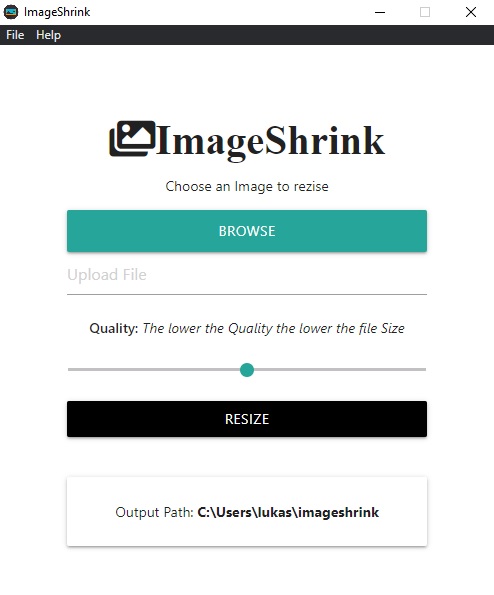 ImageShrink
File Help
ImageShrink
Choose an Image to rezise
BROWSE
Upload File
Quality: The lower the Quality the lower the file Size
RESIZE
Output Path: C:\Users\lukas\imageshrink